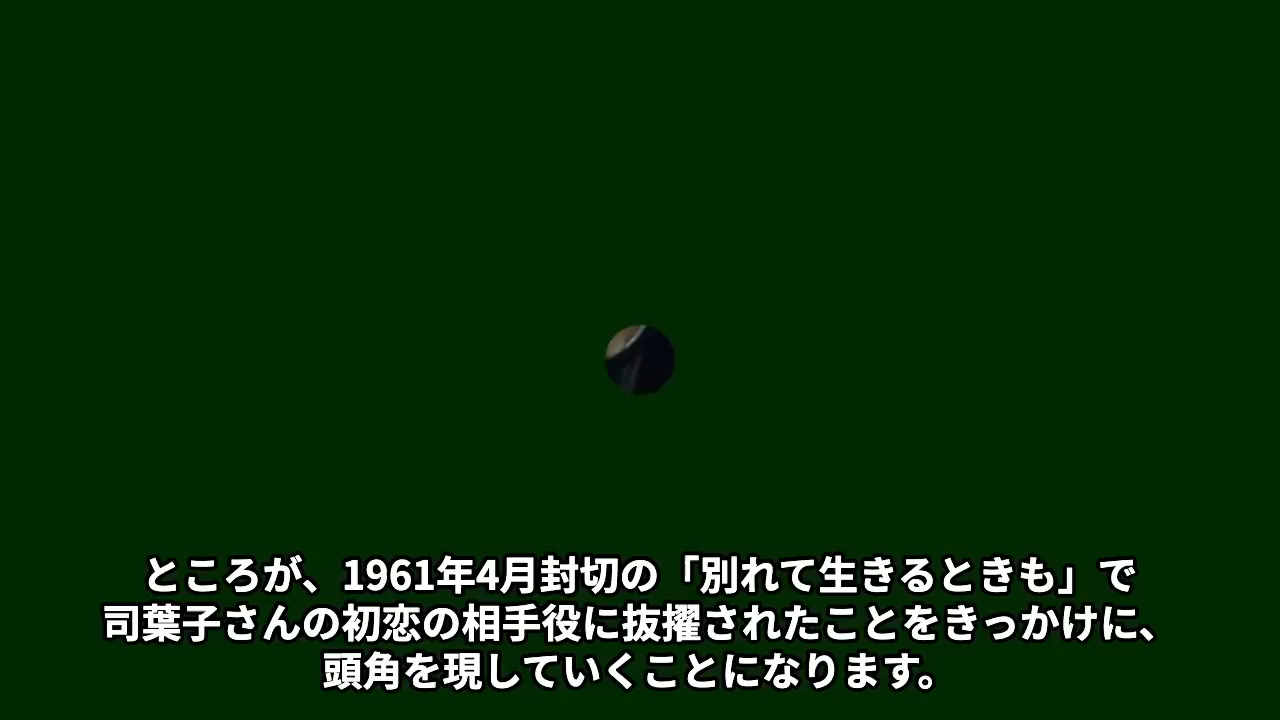 ところが、1961年4月封切の「別れて生きるときも」で
司葉子さんの初恋の相手役に抜擢されたことをきっかけに、
頭角を現していくことになります。